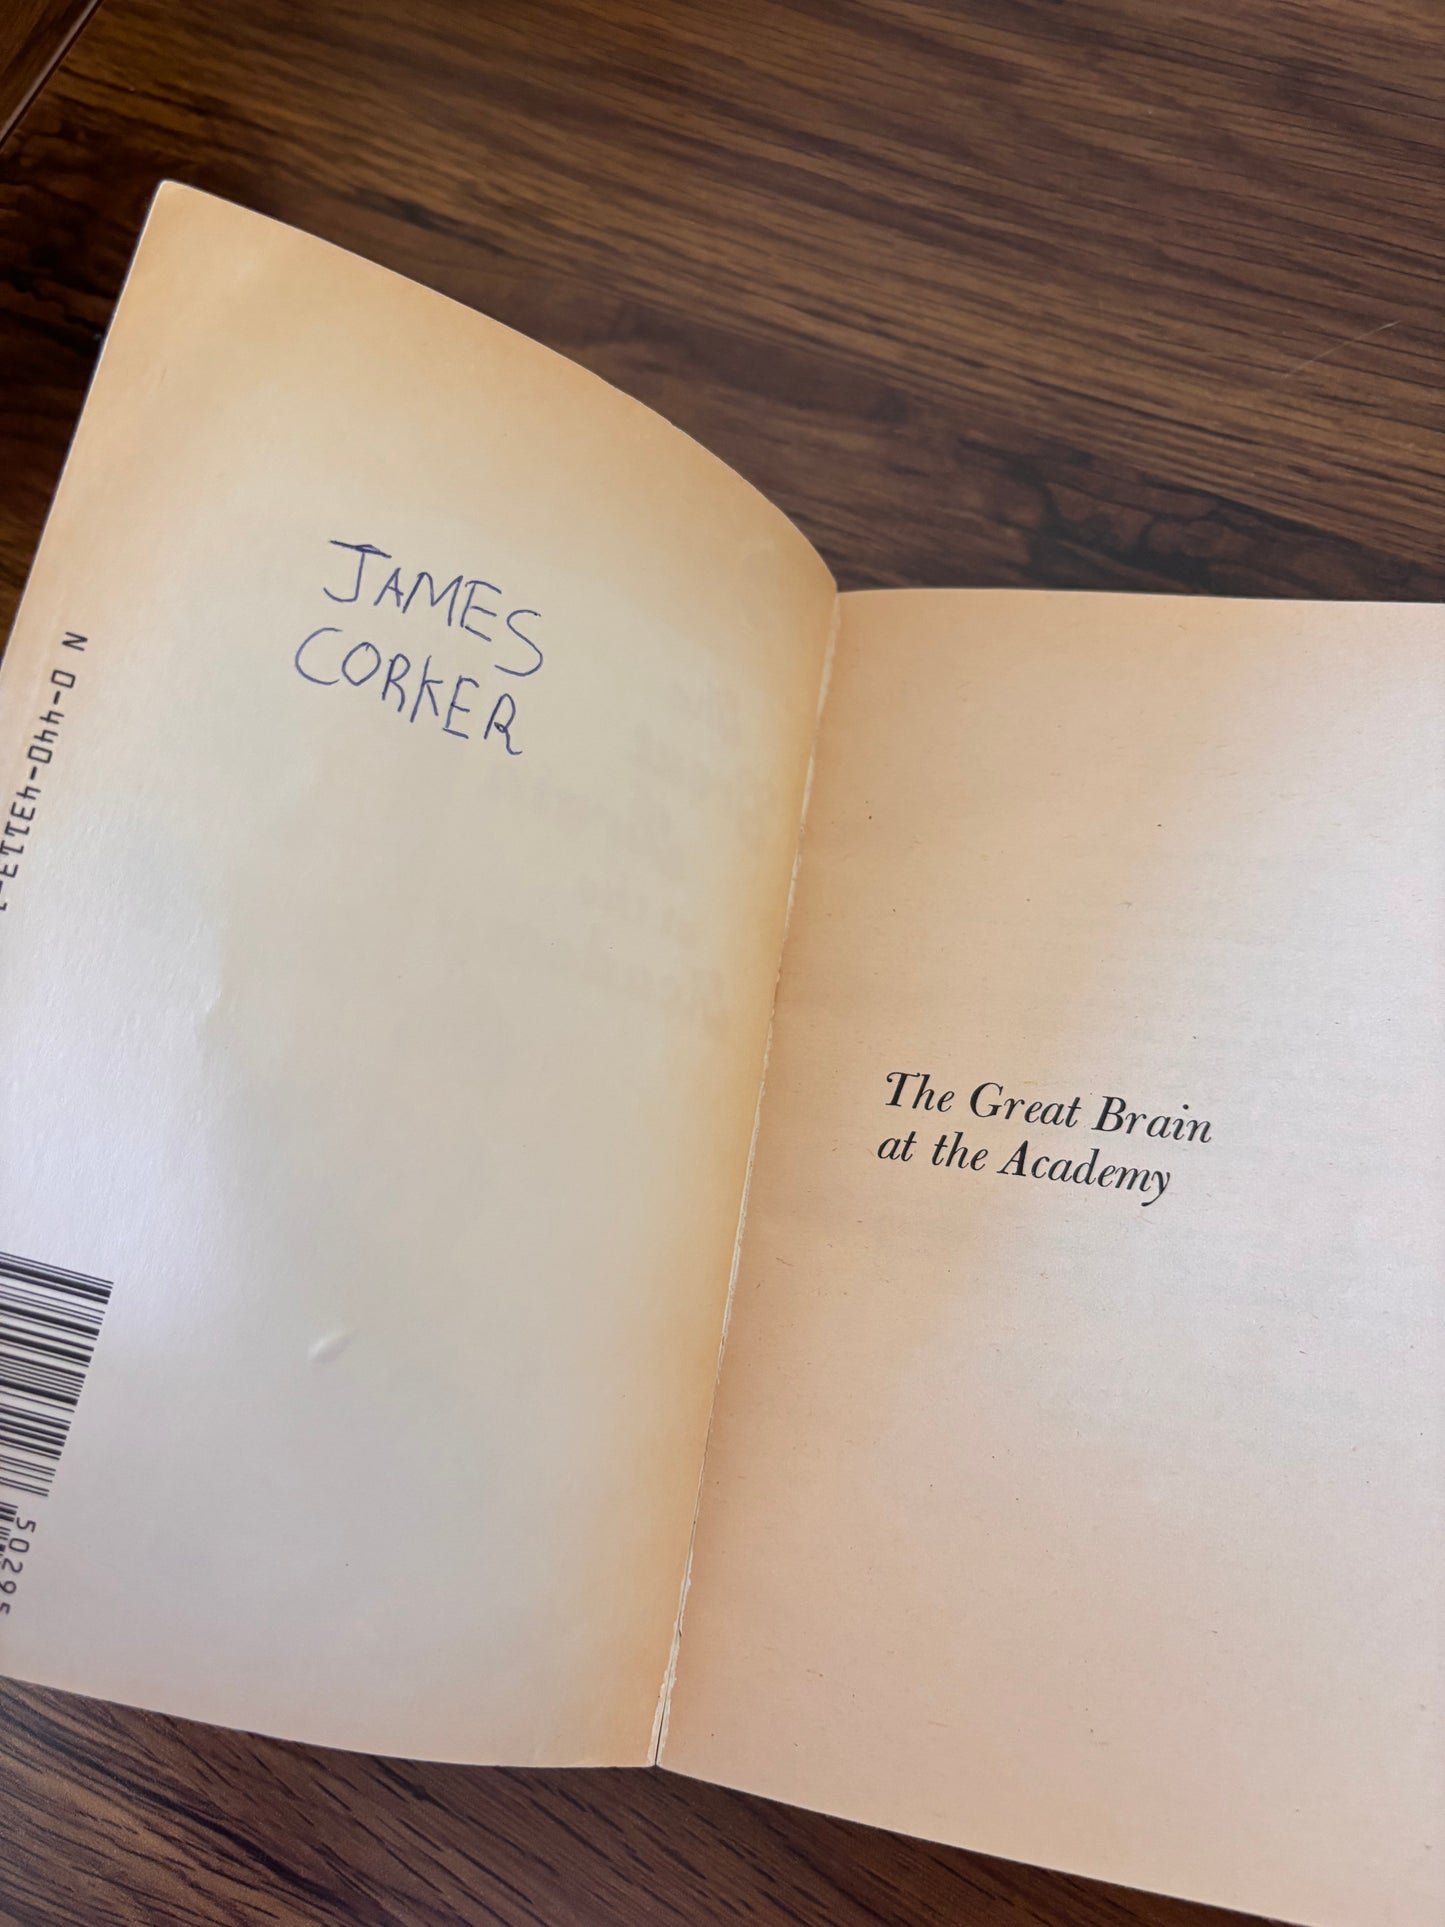 JAMES
CORKER
N 0-440-43113-1
50295
The Great Brain
at the Academy